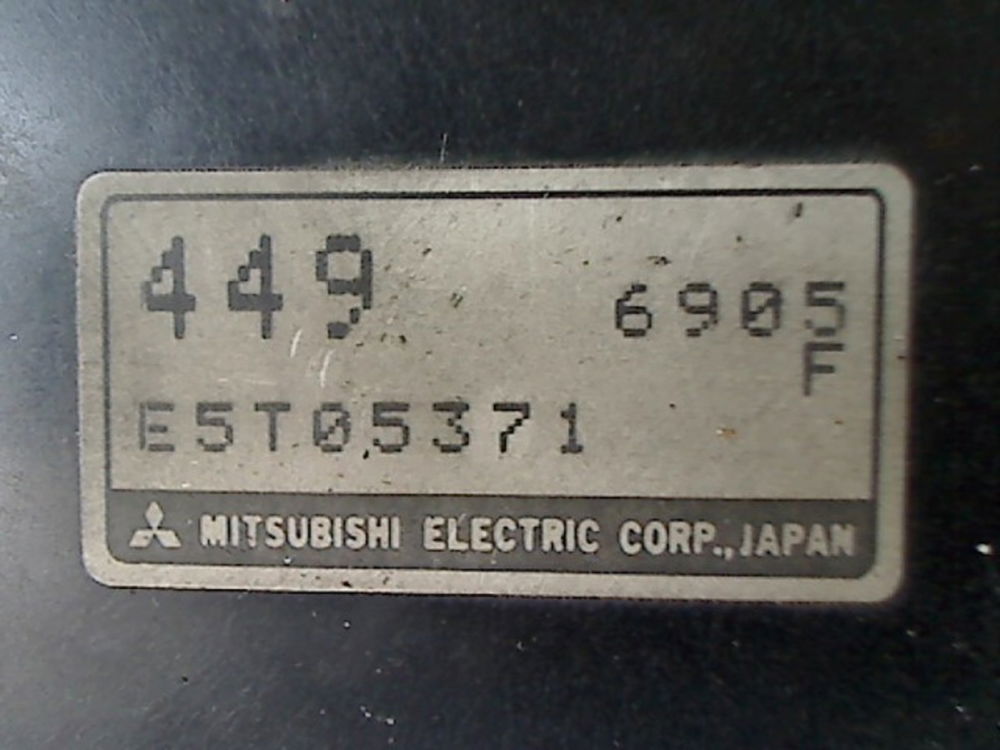 449 6905
F
E5T05371
MITSUBISHI ELECTRIC CORP., JAPAN